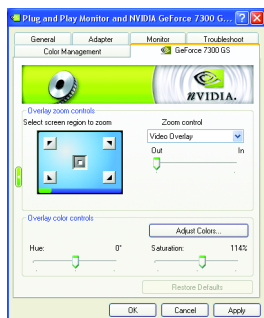 Plug and Play Monitor and NVIDIA GeForce 7300 G...
General Adapter Monitor Troubleshoot
Color Management GeForce 7300 GS
NVIDIA.
Overlay zoom controls
Select screen region to zoom
Zoom control
Video Overlay
Out In
Overlay color controls
Adjust Colors...
Hue: 0° Saturation: 114%
Restore Defaults
OK Cancel Apply